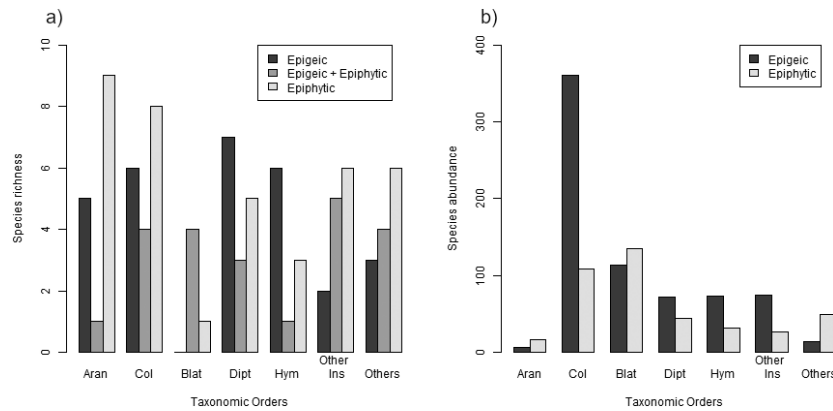 a)
Species richness
10
8
6
4
2
0
Epigeic
Epigeic + Epiphytic
Epiphytic
Aran Col Blat Dipt Hym Other Ins Others
Taxonomic Orders
b)
Species abundance
400
300
200
100
0
Epigeic
Epiphytic
Aran Col Blat Dipt Hym Other Ins Others
Taxonomic Orders